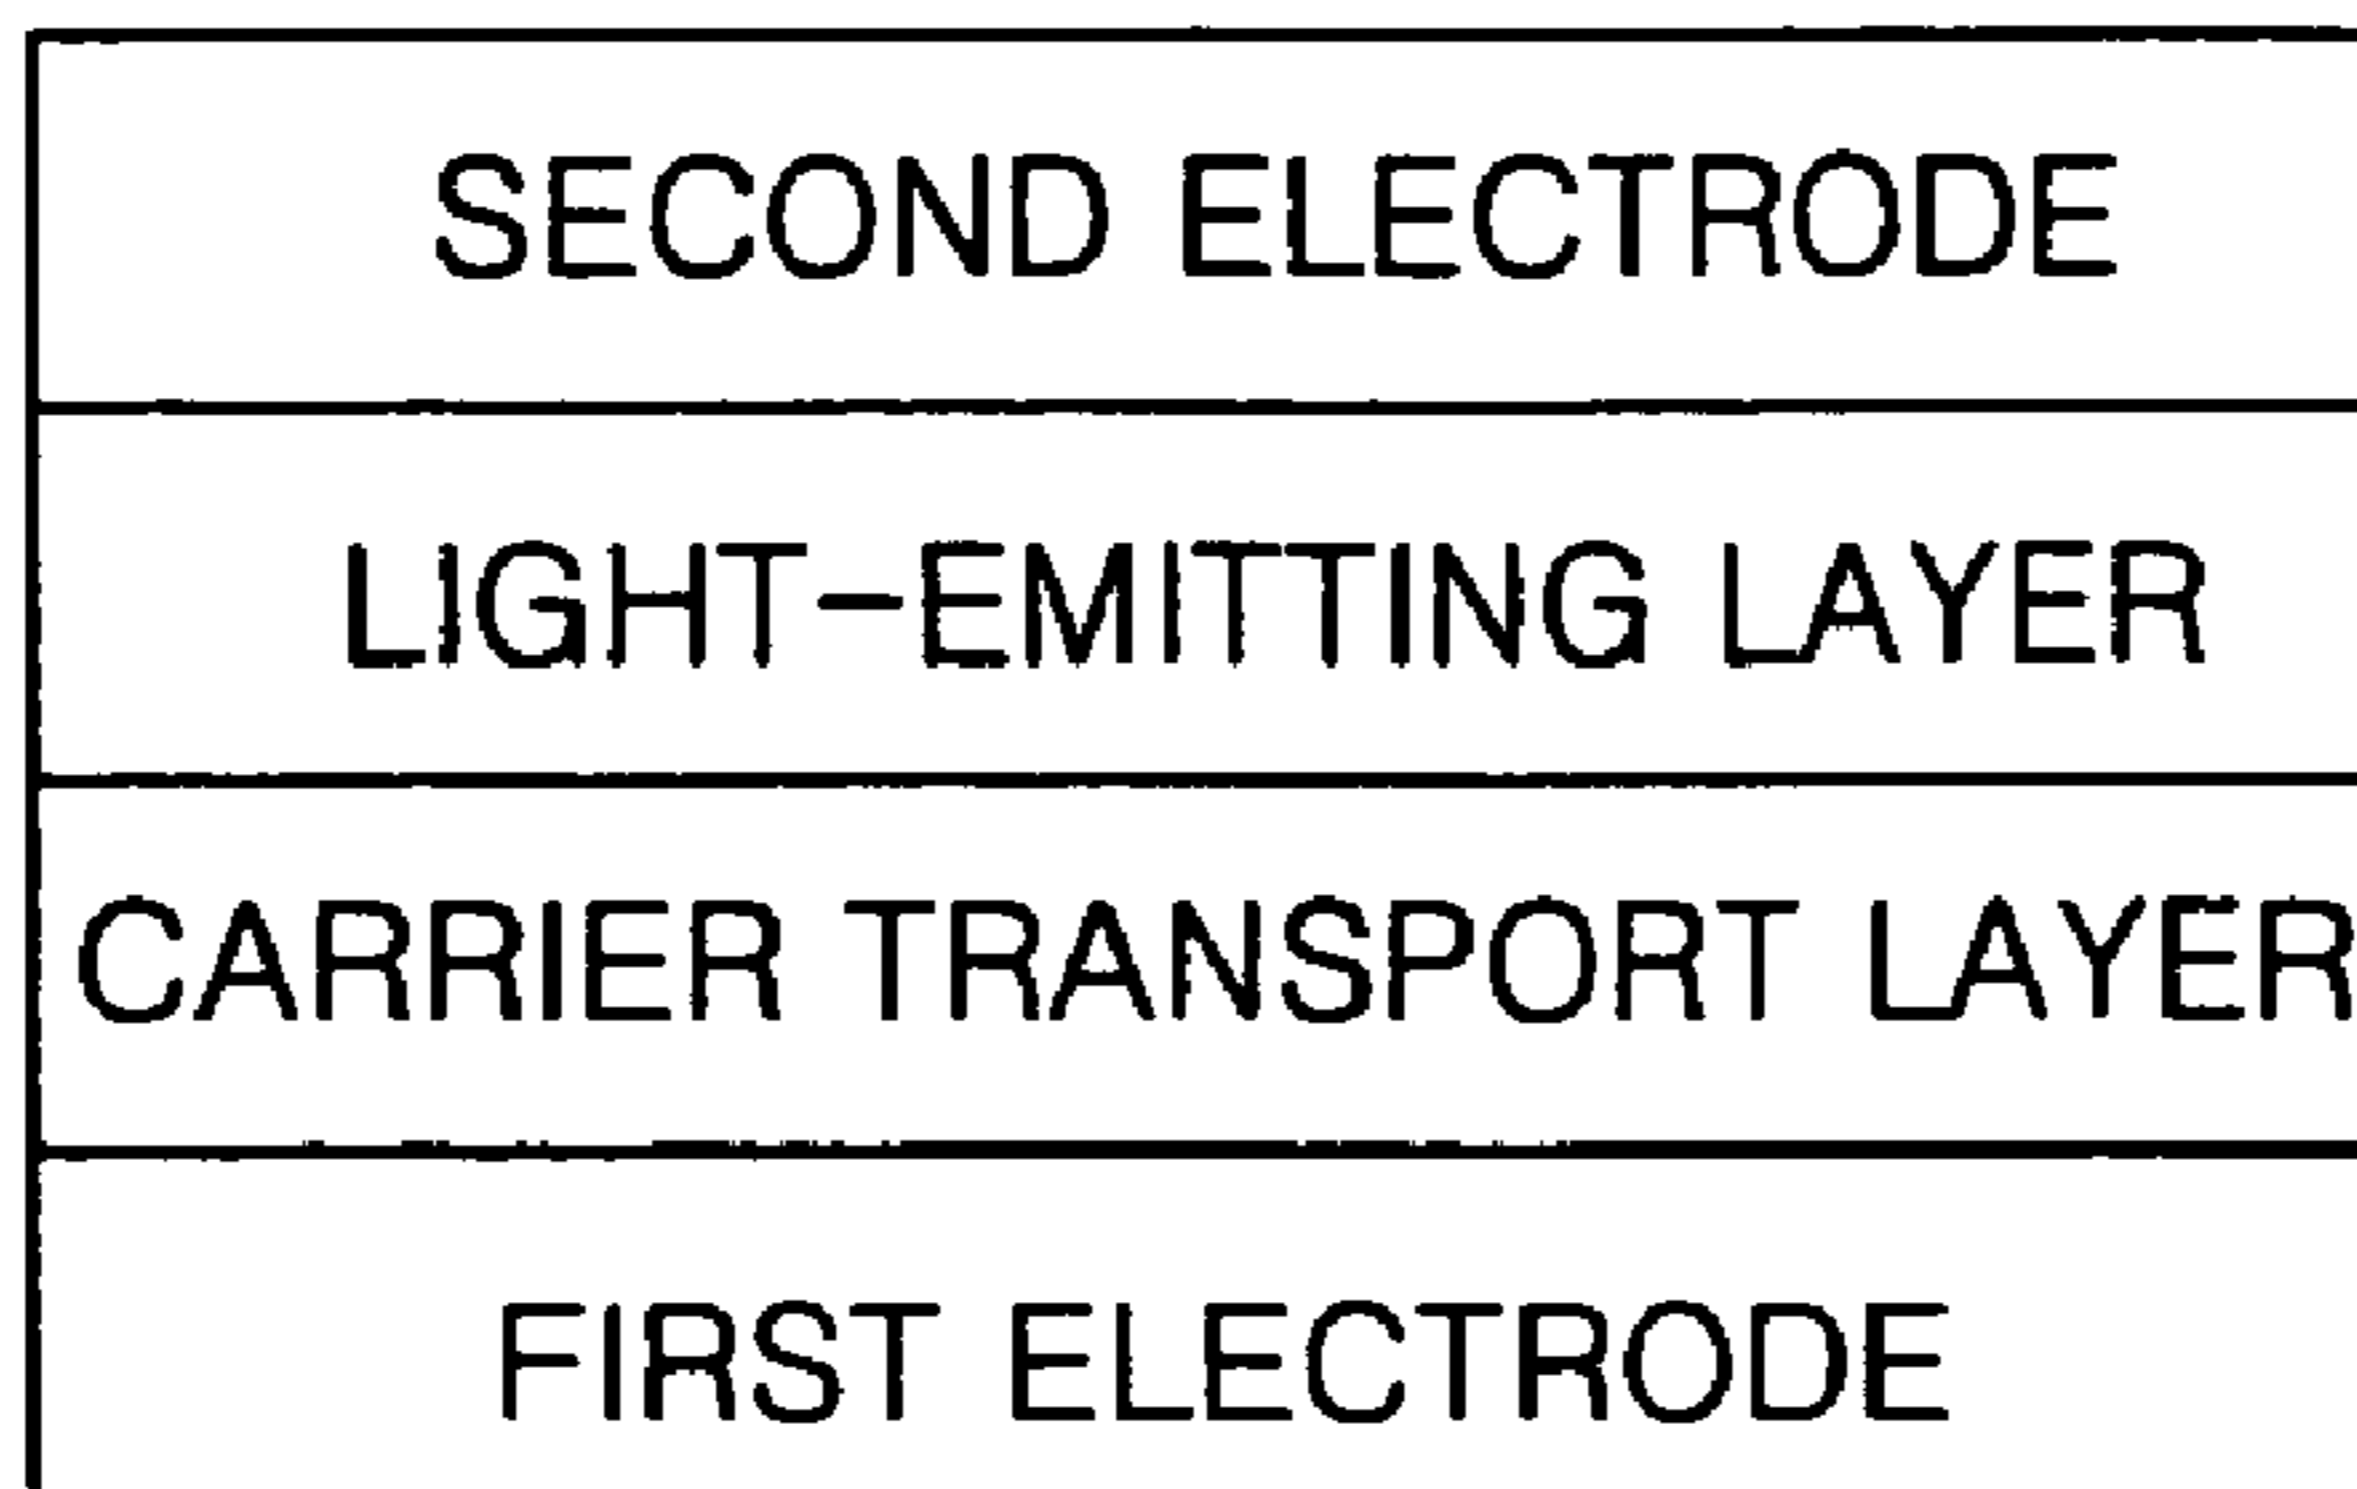 SECOND ELECTRODE
LIGHT-EMITTING LAYER
CARRIER TRANSPORT LAYER
FIRST ELECTRODE